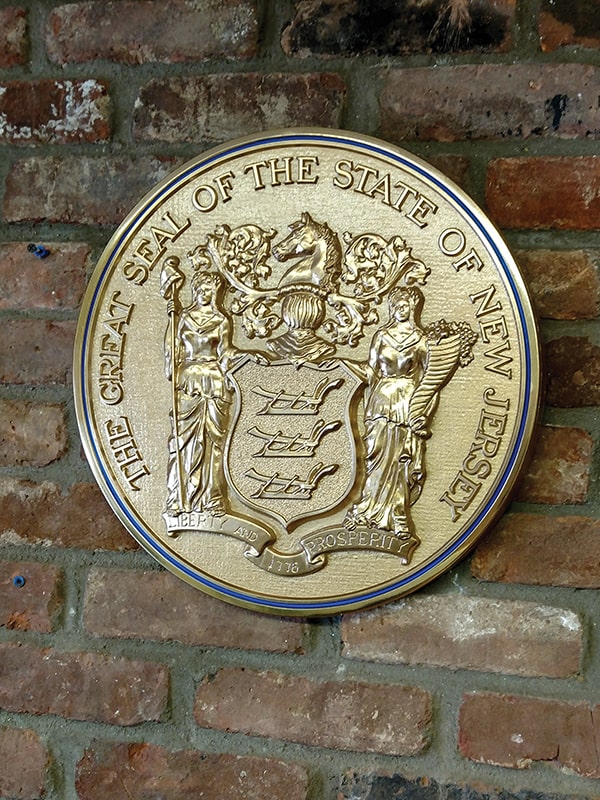 THE GREAT SEAL OF THE STATE OF NEW JERSEY
LIBERTY AND PROSPERITY
1776